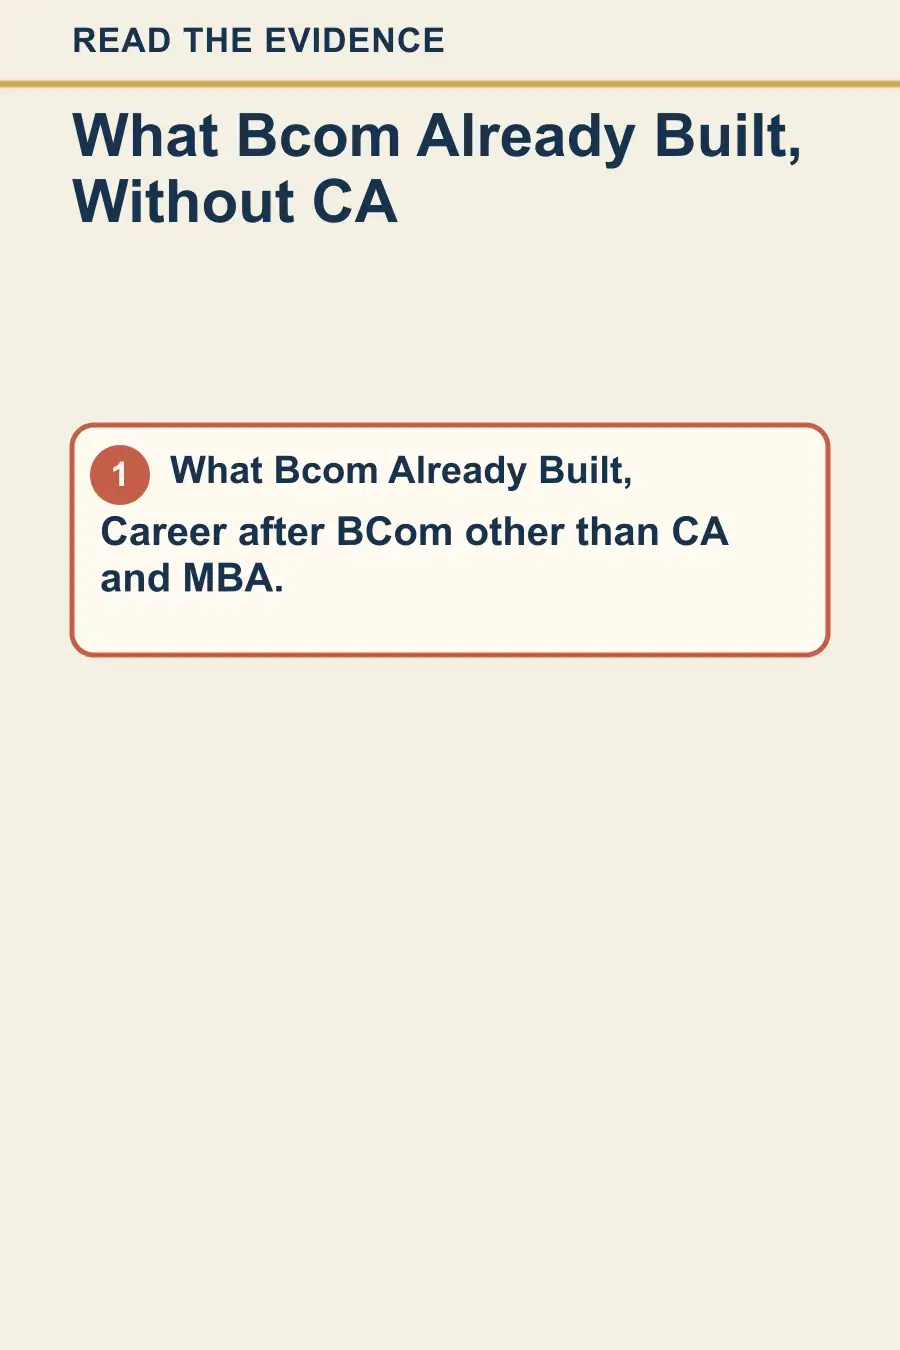 READ THE EVIDENCE
What Bcom Already Built,
Without CA
1 What Bcom Already Built,
Career after BCom other than CA
and MBA.